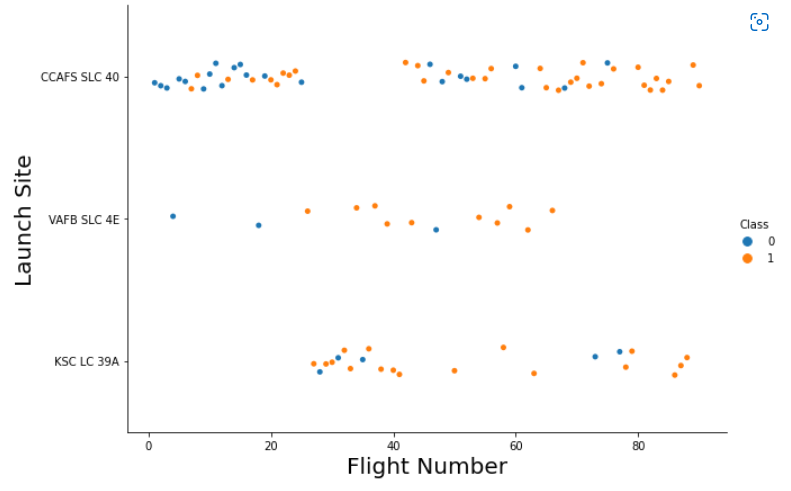 CCAFS SLC 40
VAFB SLC 4E
KSC LC 39A
Launch Site
0
20
40
60
80
Flight Number
Class
0
1